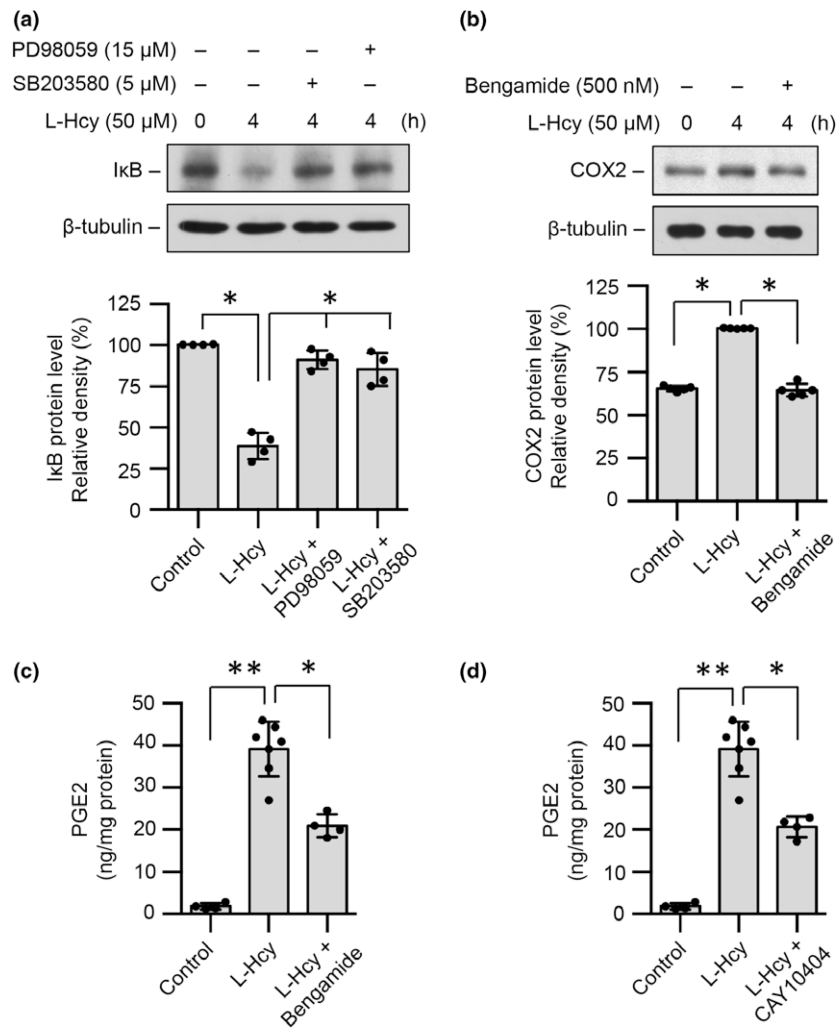 (a)
PD98059 (15 µM) – – – +
SB203580 (5 µM) – – + –
L-Hcy (50 µM) 0 4 4 4 (h)
IκB –
β-tubulin –
125
100
75
50
25
0
IκB protein level
Relative density (%)
* *
Control
L-Hcy
L-Hcy +
PD98059
L-Hcy +
SB203580
(b)
Bengamide (500 nM) – – +
L-Hcy (50 µM) 0 4 4 (h)
COX2 –
β-tubulin –
125
100
75
50
25
0
COX2 protein level
Relative density (%)
* *
Control
L-Hcy
L-Hcy +
Bengamide
(c)
50
40
30
20
10
0
PGE2
(ng/mg protein)
** *
Control
L-Hcy
L-Hcy +
Bengamide
(d)
50
40
30
20
10
0
PGE2
(ng/mg protein)
** *
Control
L-Hcy
L-Hcy +
CAY10404